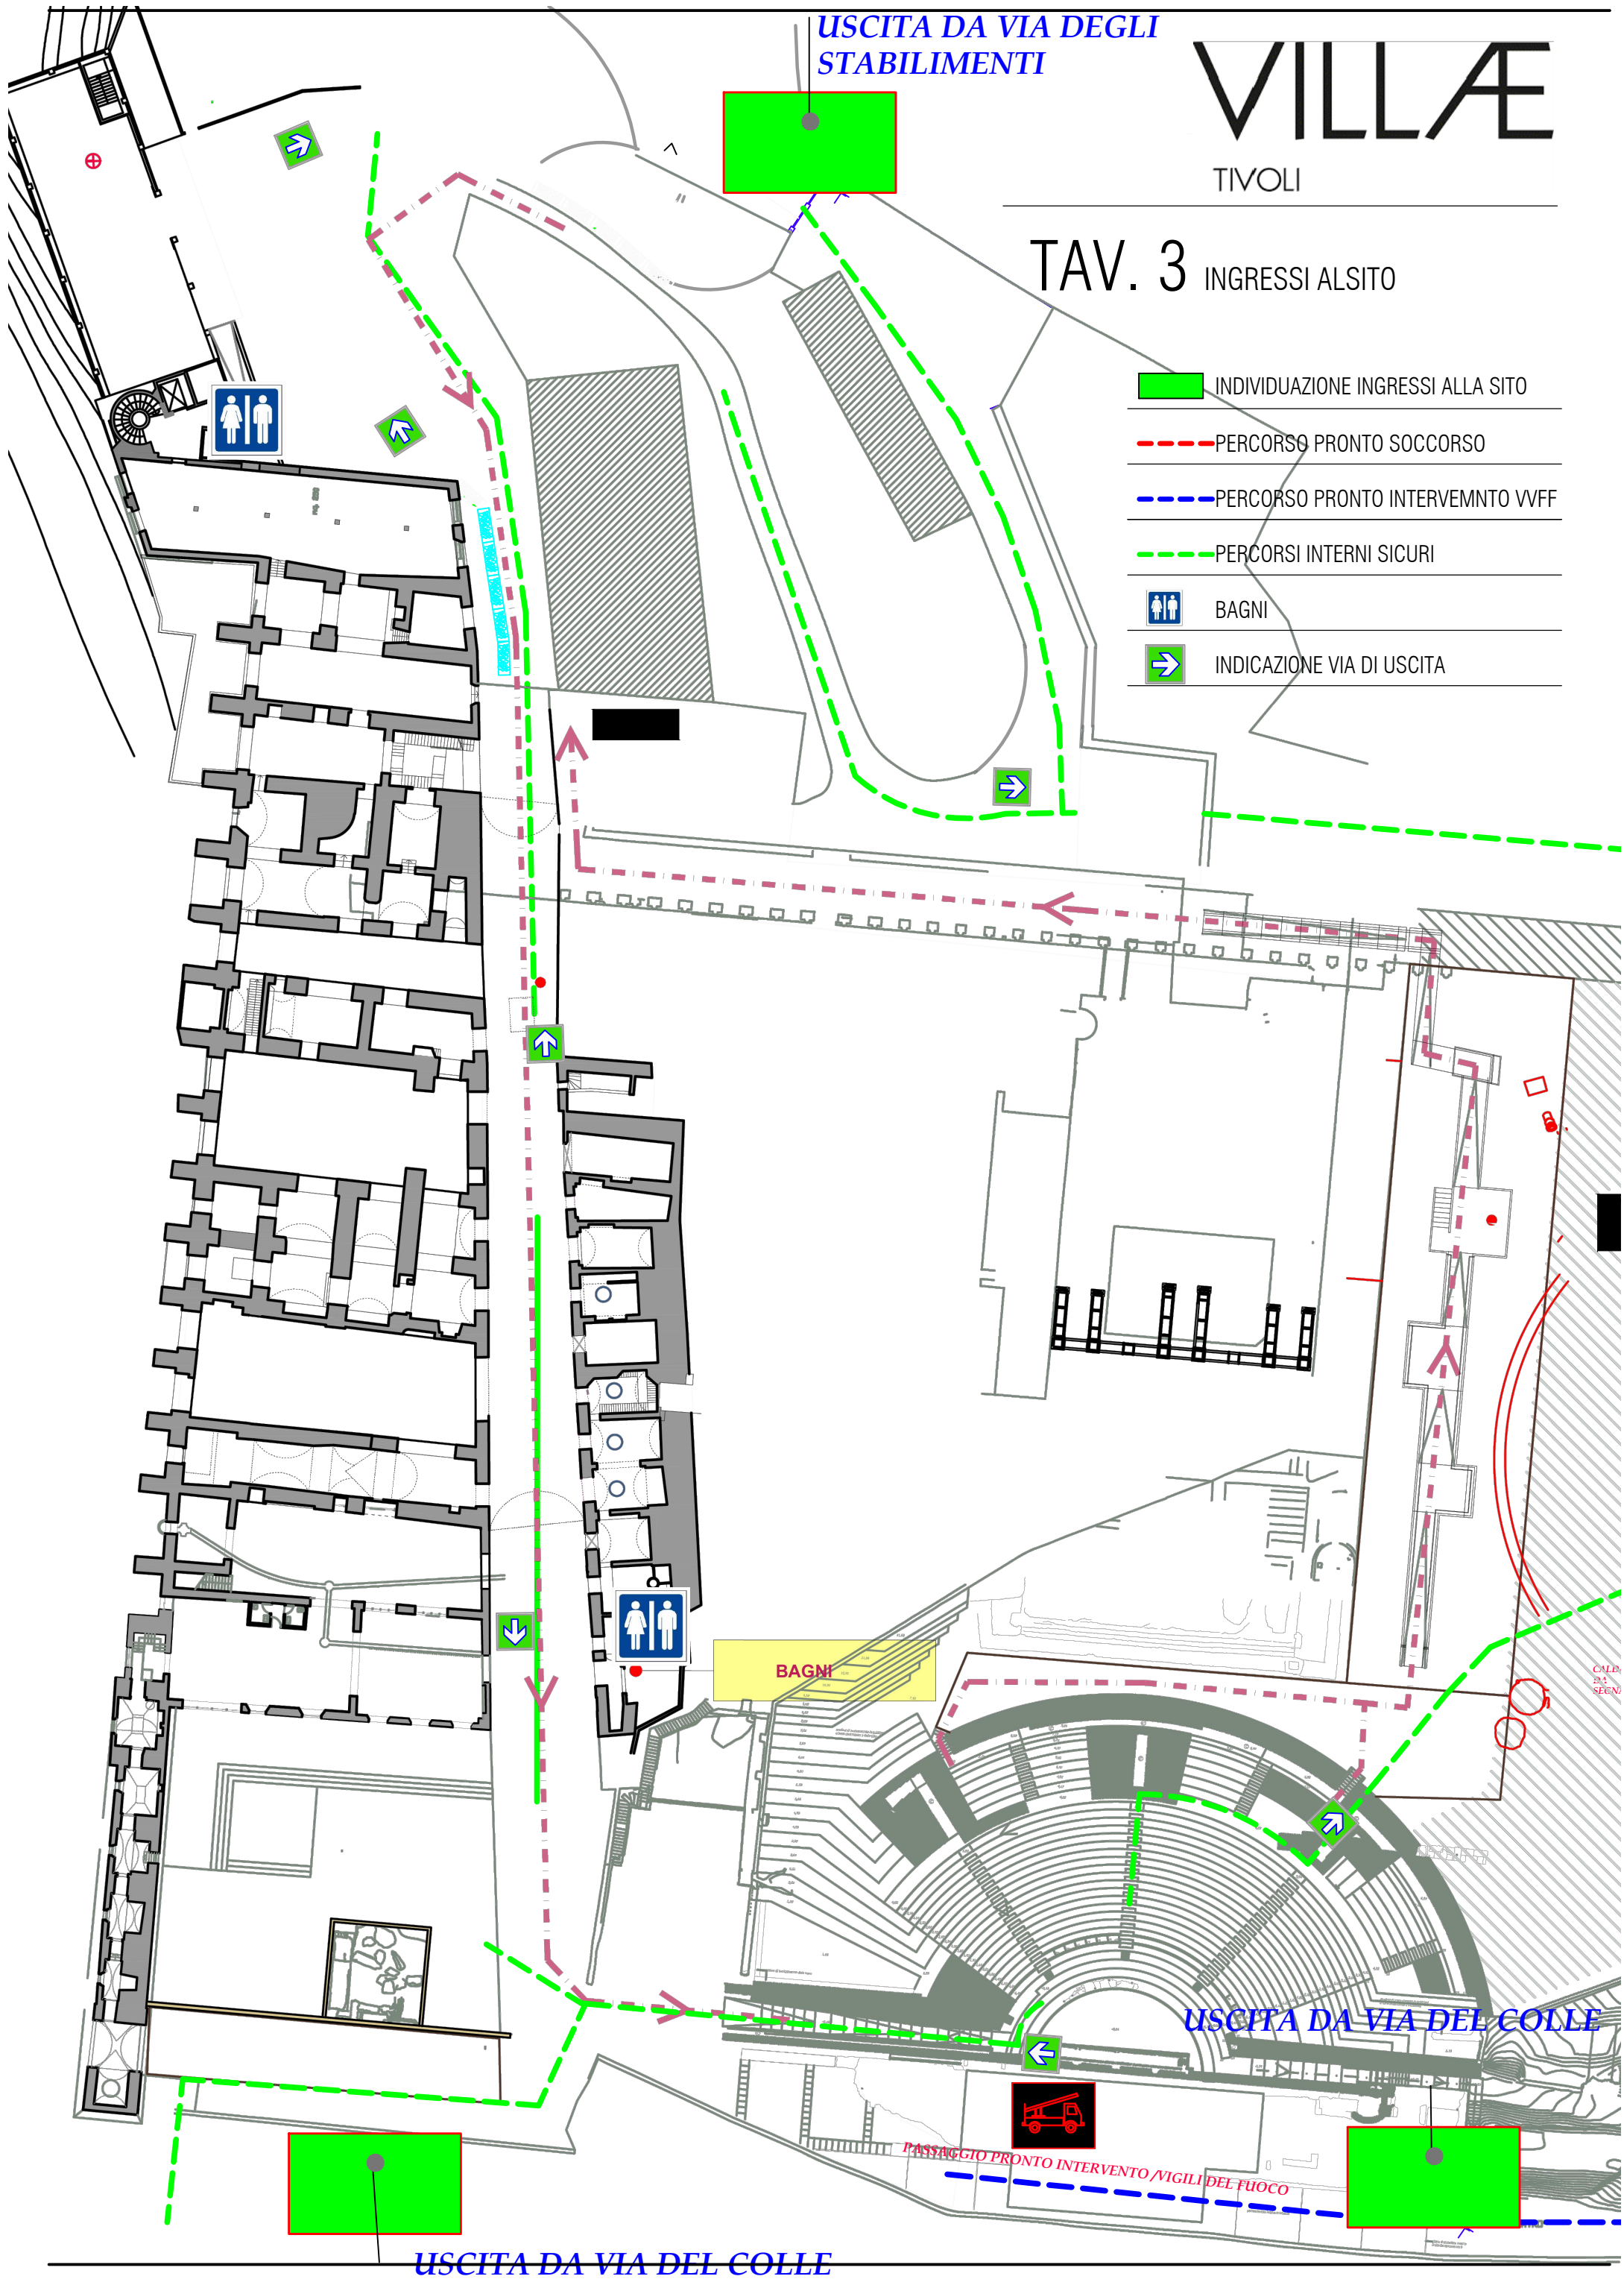 USCITA DA VIA DEGLI
STABILIMENTI
VILLÆ
TIVOLI
TAV. 3 INGRESSI ALSITO
INDIVIDUAZIONE INGRESSI ALLA SITO
PERCORSO PRONTO SOCCORSO
PERCORSO PRONTO INTERVEMNTO VVFF
PERCORSI INTERNI SICURI
BAGNI
INDICAZIONE VIA DI USCITA
BAGNI
USCITA DA VIA DEL COLLE
PASSAGGIO PRONTO INTERVENTO /VIGILI DEL FUOCO
USCITA DA VIA DEL COLLE